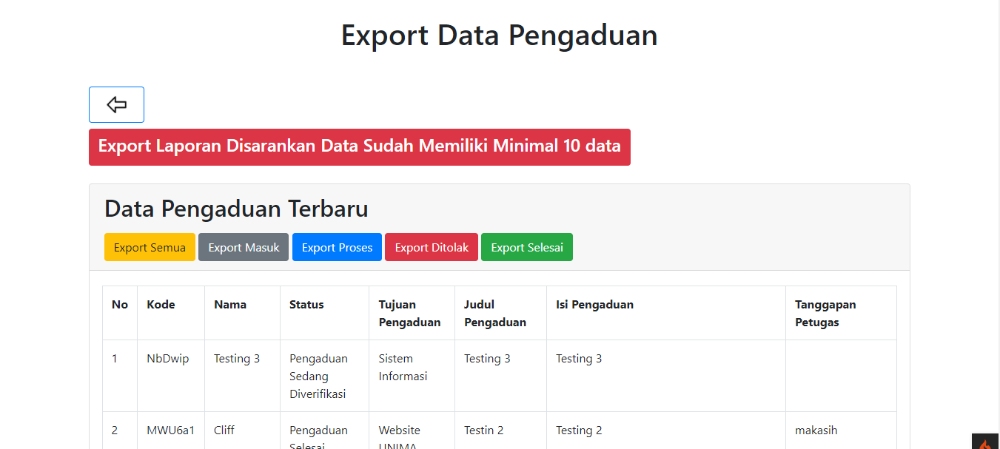 Export Data Pengaduan
Export Laporan Disarankan Data Sudah Memiliki Minimal 10 data
Data Pengaduan Terbaru
Export Semua Export Masuk Export Proses Export Ditolak Export Selesai
No Kode Nama Status Tujuan Pengaduan Judul Pengaduan Isi Pengaduan Tanggapan Petugas
1 NbDwip Testing 3 Pengaduan Sedang Diverifikasi Sistem Informasi Testing 3 Testing 3
2 MWU6a1 Cliff Pengaduan Selesai Website UNIMA Testin 2 Testing 2 makasih